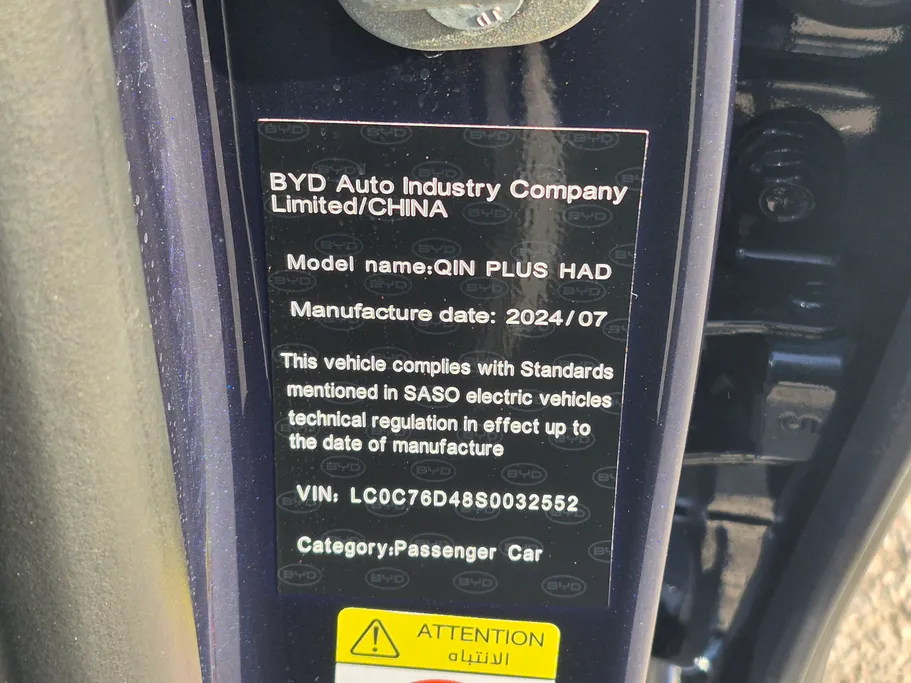 BYD Auto Industry Company
Limited/CHINA
Model name:QIN PLUS HAD
Manufacture date: 2024/07
This vehicle complies with Standards
mentioned in SASO electric vehicles
technical regulation in effect up to
the date of manufacture
VIN: LC0C76D48S0032552
Category:Passenger Car
ATTENTION
الانتباه